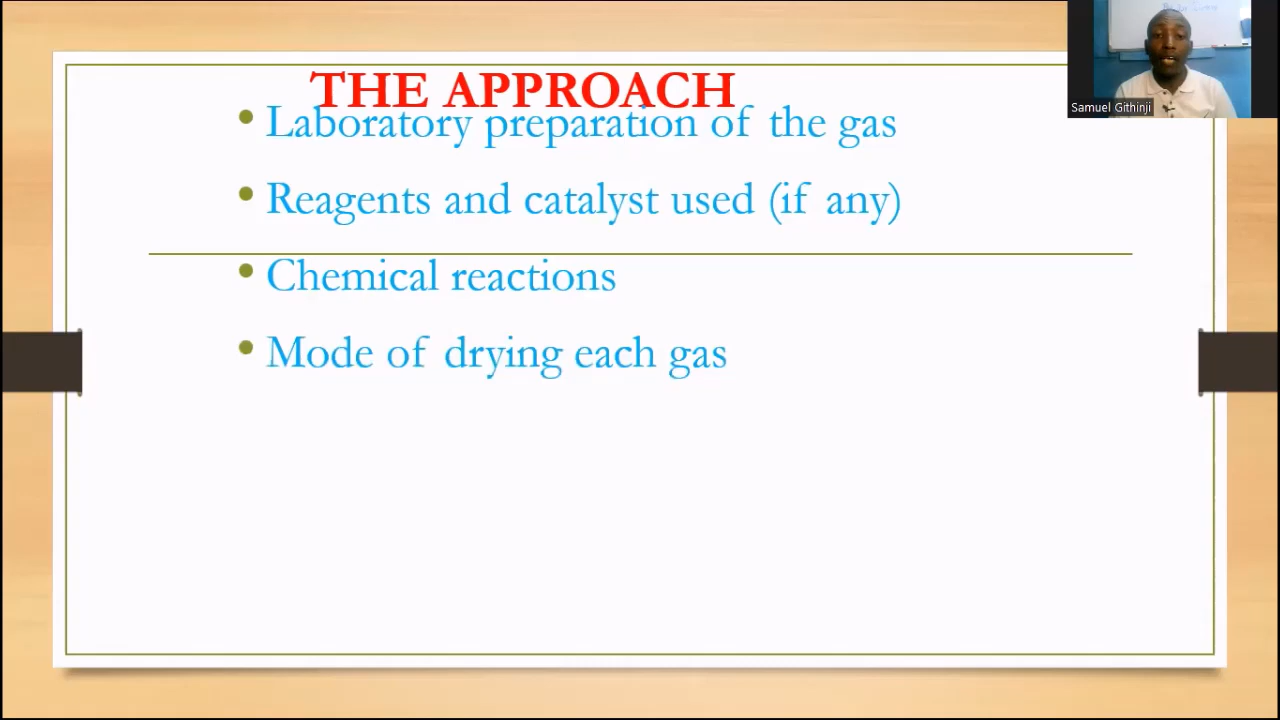 THE APPROACH
• Laboratory preparation of the gas
• Reagents and catalyst used (if any)
• Chemical reactions
• Mode of drying each gas
Samuel Githinji